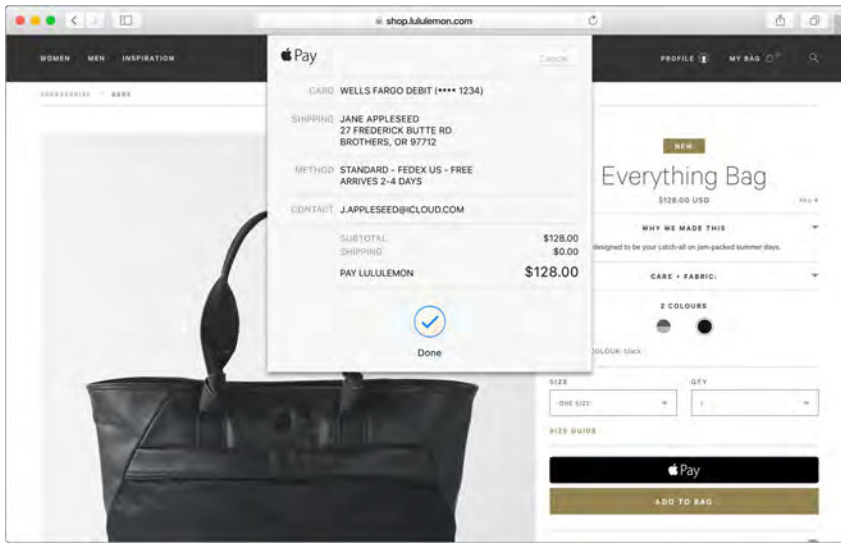 shop.lululemon.com
WOMEN MEN INSPIRATION
PROFILE MY BAG 0
ACCESSORIES BAGS
Pay
Cancel
CARD WELLS FARGO DEBIT (•••• 1234)
SHIPPING JANE APPLESEED
27 FREDERICK BUTTE RD
BROTHERS, OR 97712
METHOD STANDARD - FEDEX US - FREE
ARRIVES 2-4 DAYS
CONTACT J.APPLESEED@ICLOUD.COM
SUBTOTAL $128.00
SHIPPING $0.00
PAY LULULEMON $128.00
Done
NEW
Everything Bag
$128.00 USD
SKU #
WHY WE MADE THIS
designed to be your catch-all on jam-packed summer days.
CARE + FABRIC:
2 COLOURS
COLOUR: black
SIZE QTY
ONE SIZE 1
SIZE GUIDE
Pay
ADD TO BAG